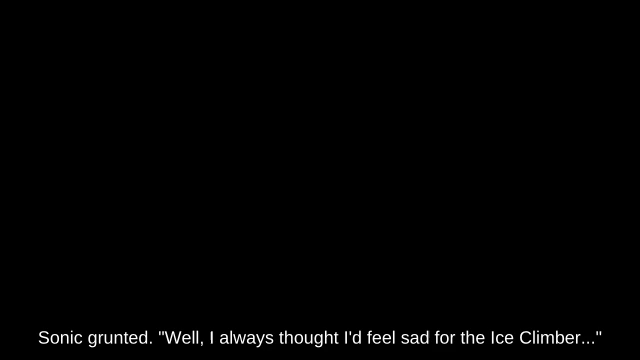 Sonic grunted. "Well, I always thought I'd feel sad for the Ice Climber..."